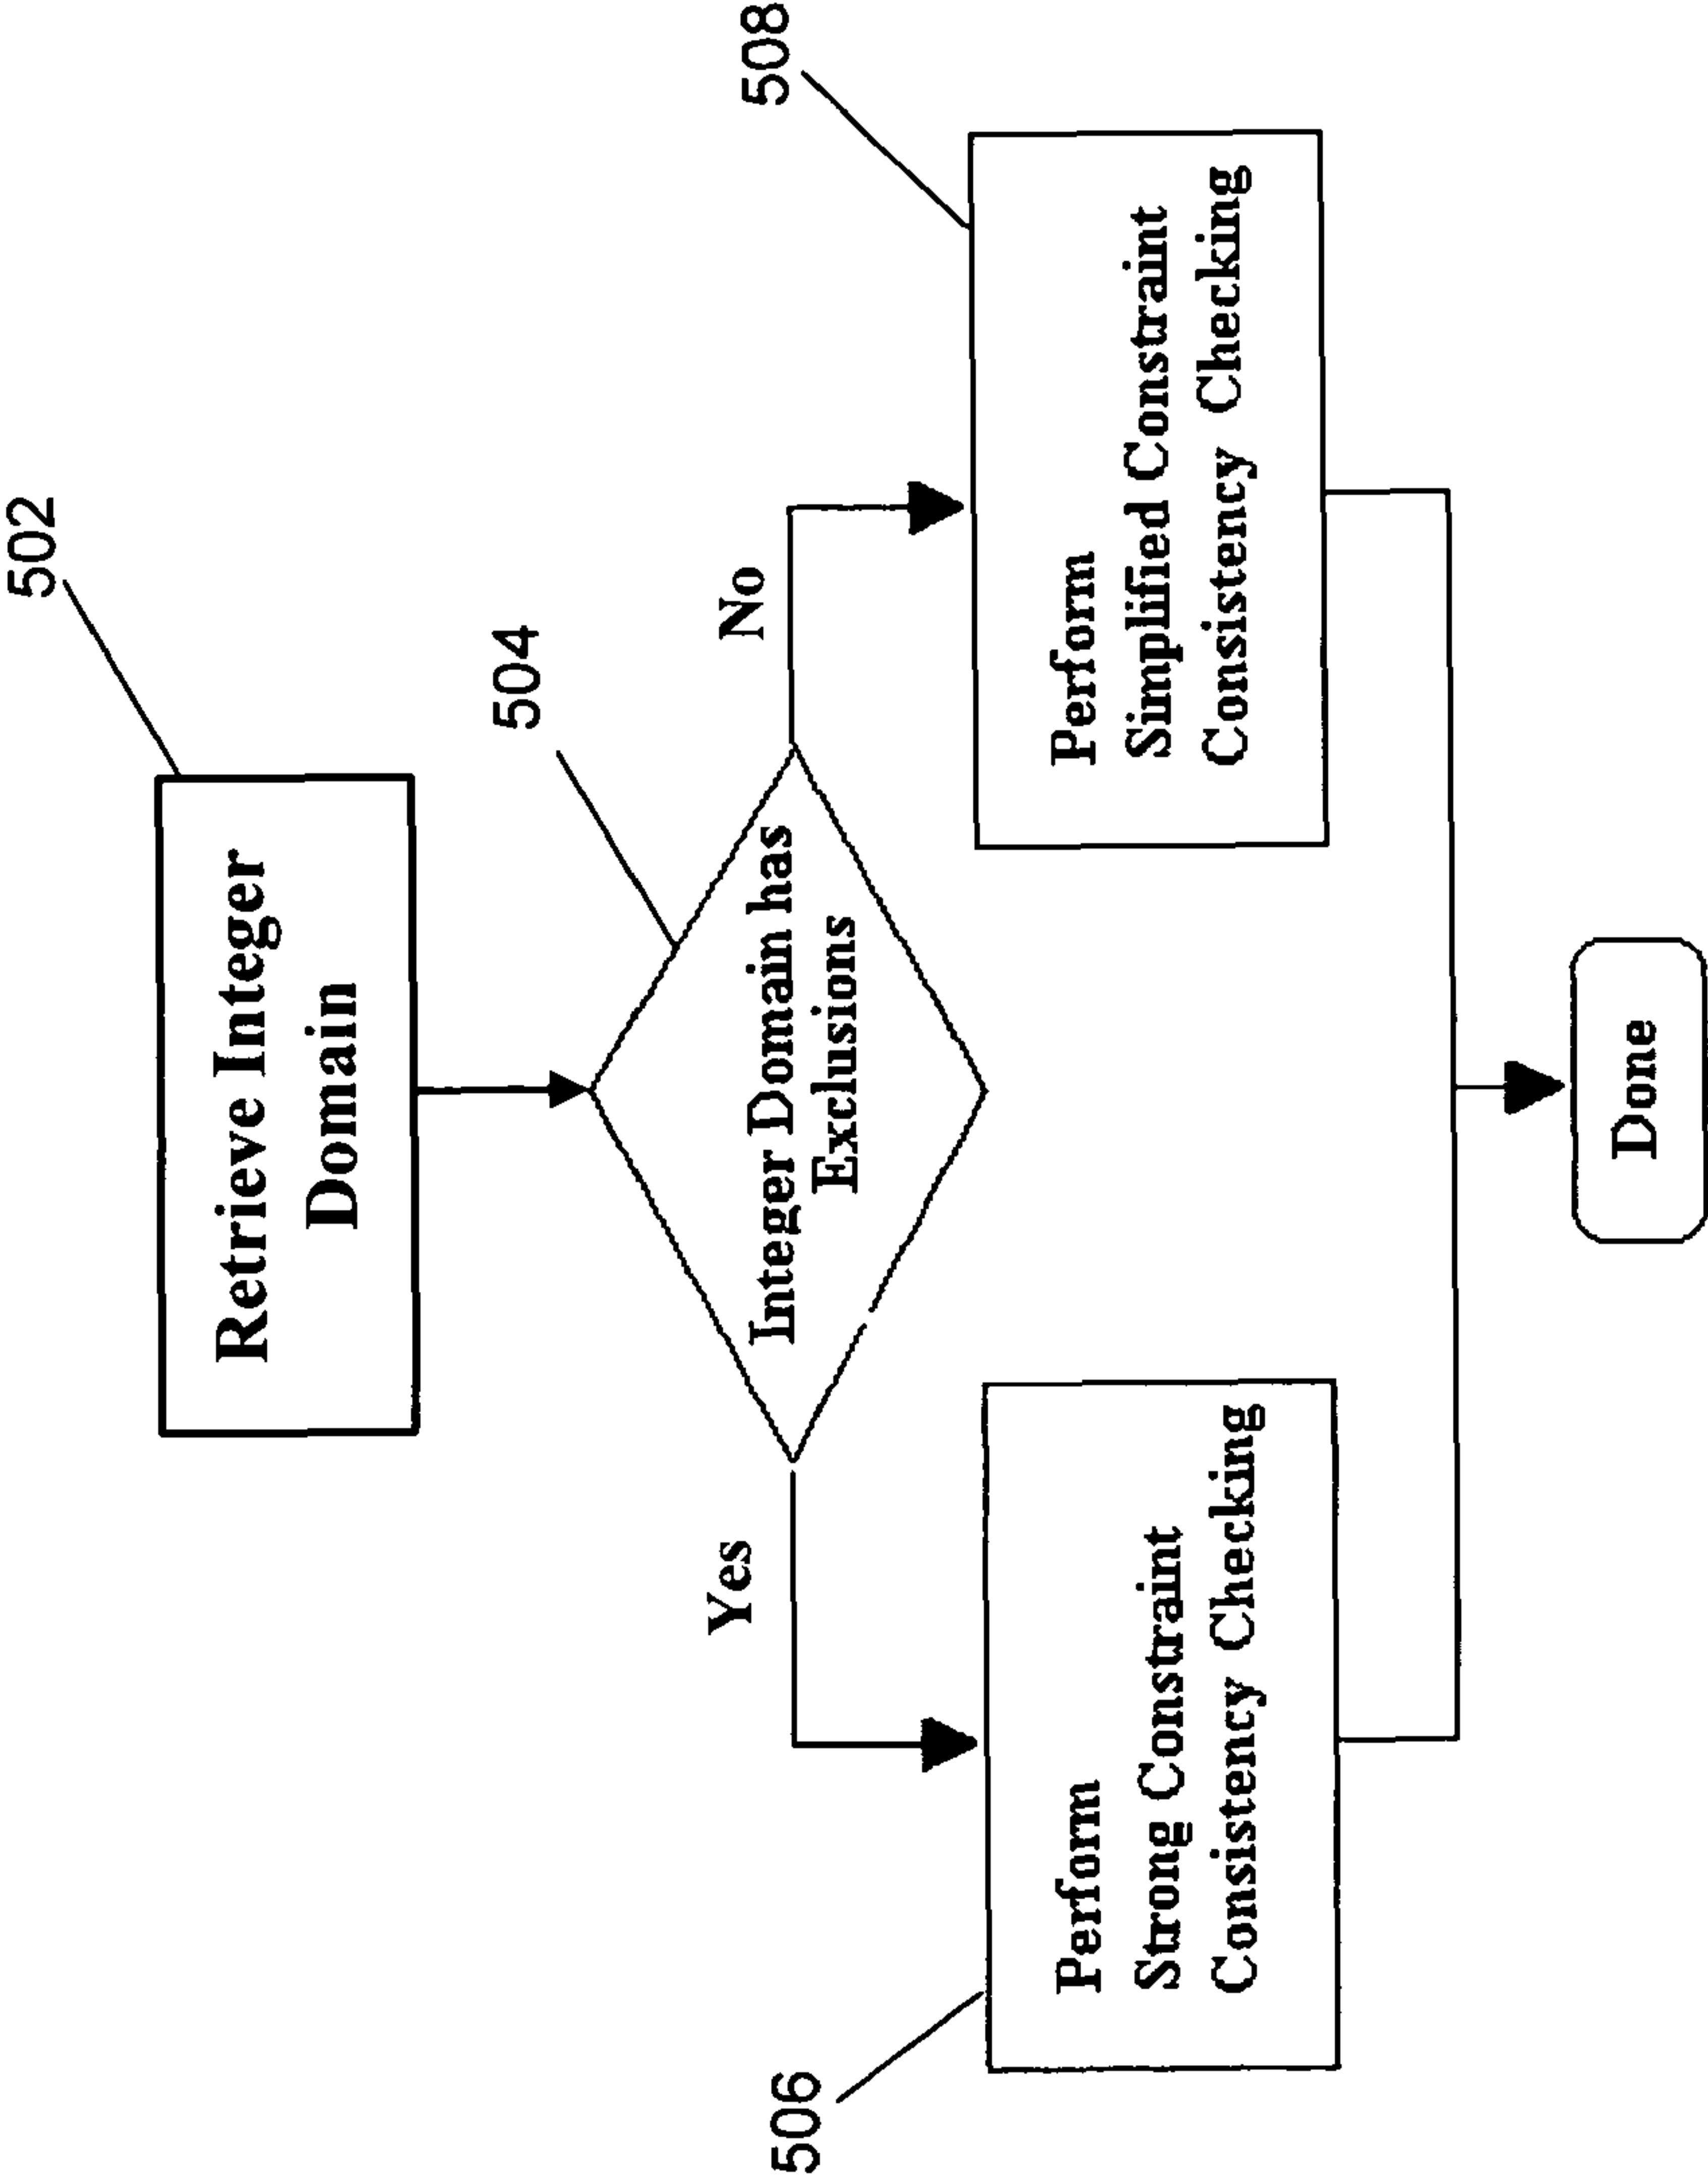 502
Retrieve Integer
Domain
504
Integer Domain has
Exclusions
Yes
No
506
Perform
Strong Constraint
Consistency Checking
508
Perform
Simplified Constraint
Consistency Checking
Done